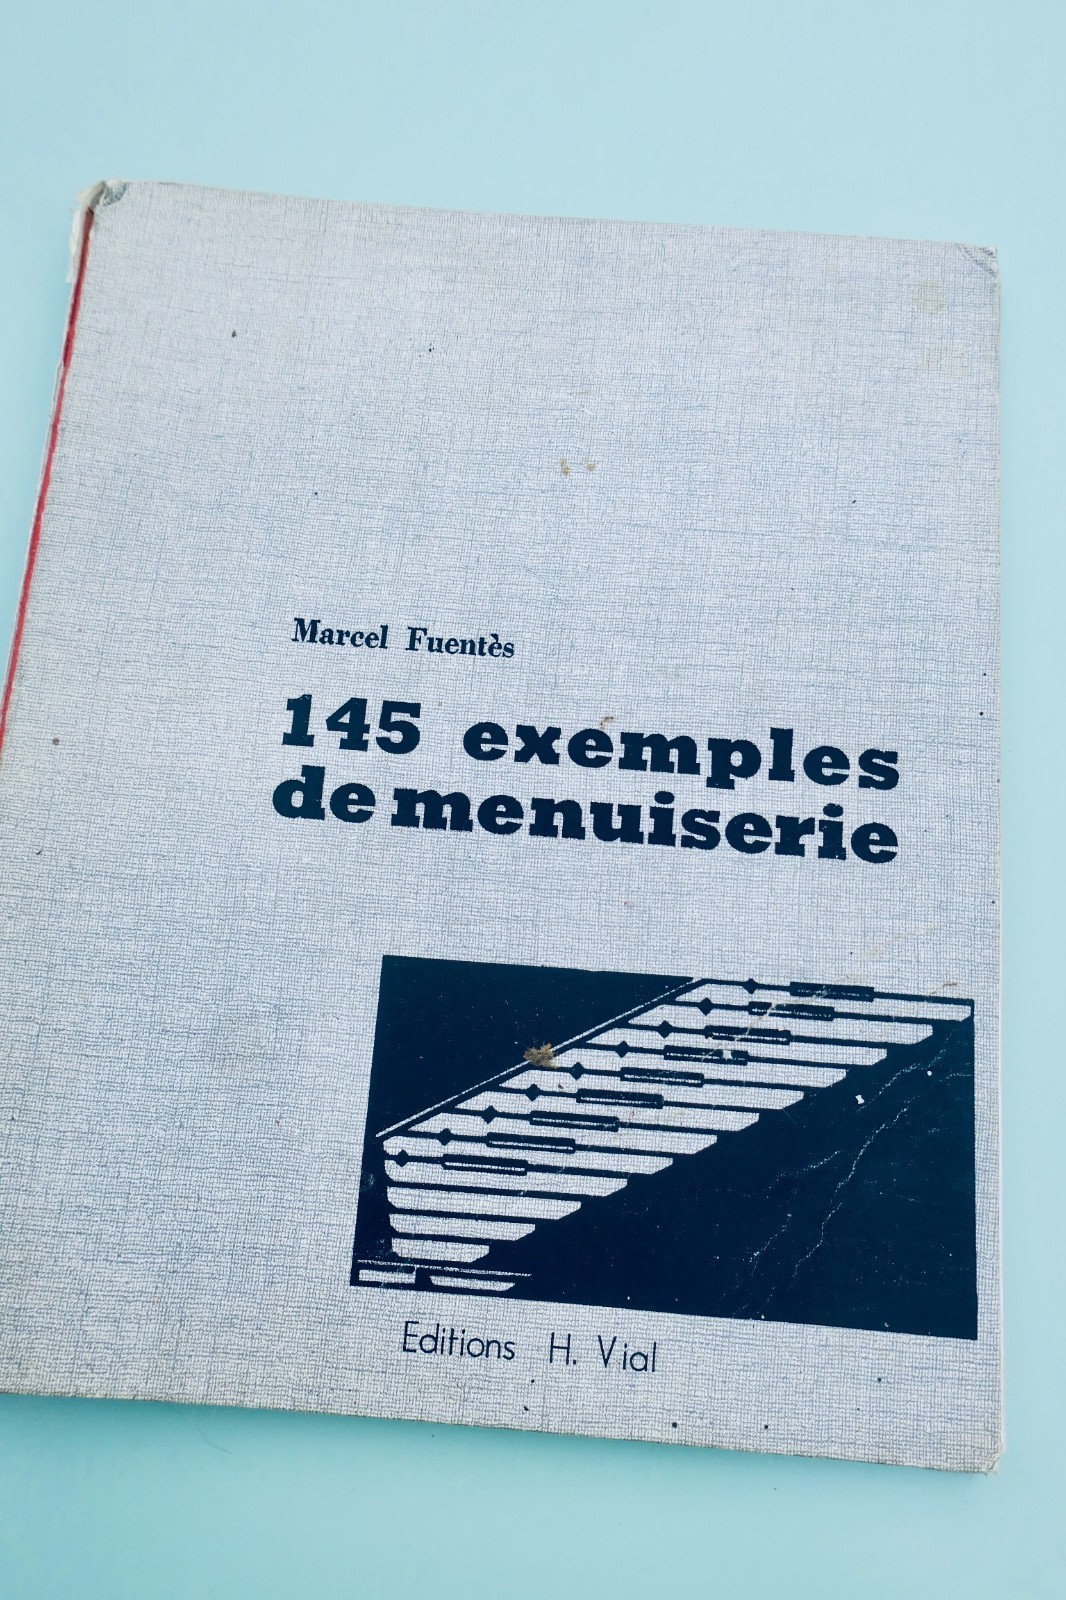 Marcel Fuentès
145 exemples
de menuiserie
Editions H. Vial